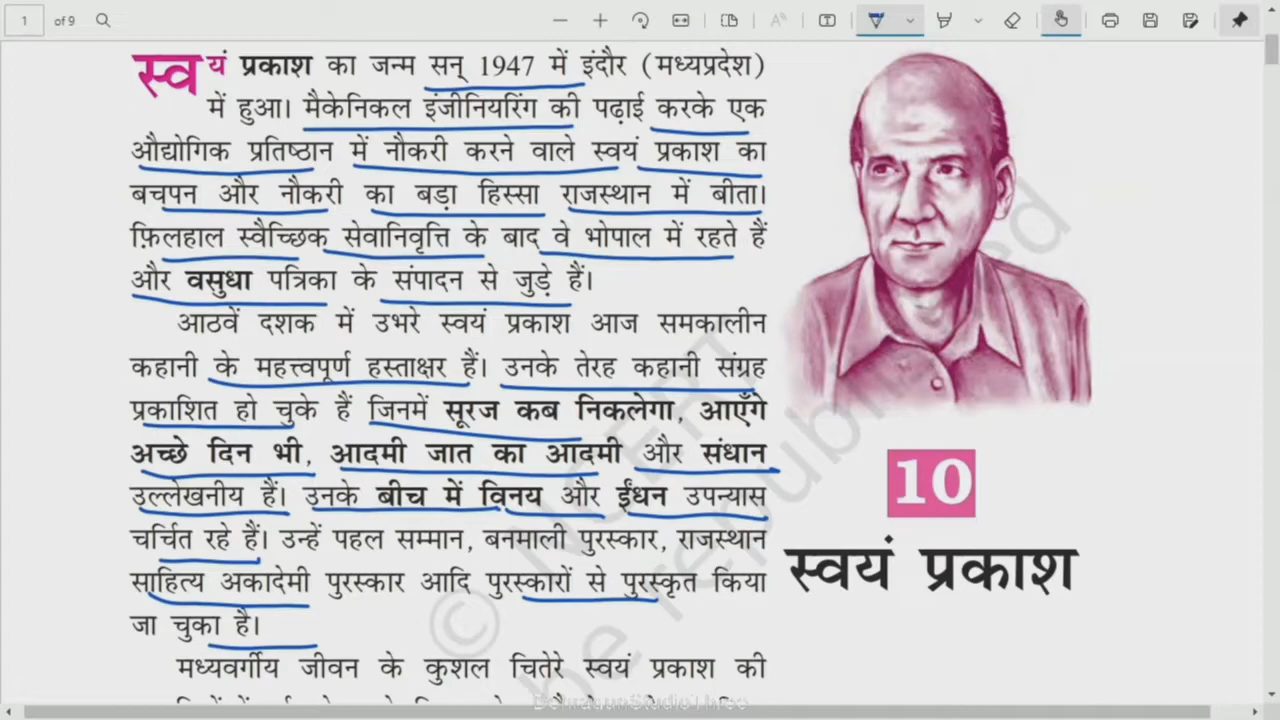 1 of 9
स्वयं प्रकाश का जन्म सन् 1947 में इंदौर (मध्यप्रदेश)
में हुआ। मैकेनिकल इंजीनियरिंग की पढ़ाई करके एक
औद्योगिक प्रतिष्ठान में नौकरी करने वाले स्वयं प्रकाश का
बचपन और नौकरी का बड़ा हिस्सा राजस्थान में बीता।
फ़िलहाल स्वैच्छिक सेवानिवृत्ति के बाद वे भोपाल में रहते हैं
और वसुधा पत्रिका के संपादन से जुड़े हैं।
आठवें दशक में उभरे स्वयं प्रकाश आज समकालीन
कहानी के महत्त्वपूर्ण हस्ताक्षर हैं। उनके तेरह कहानी संग्रह
प्रकाशित हो चुके हैं जिनमें सूरज कब निकलेगा, आएँगे
अच्छे दिन भी, आदमी जात का आदमी और संधान
उल्लेखनीय हैं। उनके बीच में विनय और ईंधन उपन्यास
चर्चित रहे हैं। उन्हें पहल सम्मान, बनमाली पुरस्कार, राजस्थान
साहित्य अकादेमी पुरस्कार आदि पुरस्कारों से पुरस्कृत किया
जा चुका है।
मध्यवर्गीय जीवन के कुशल चितेरे स्वयं प्रकाश की
10
स्वयं प्रकाश
© NCERT
be republished